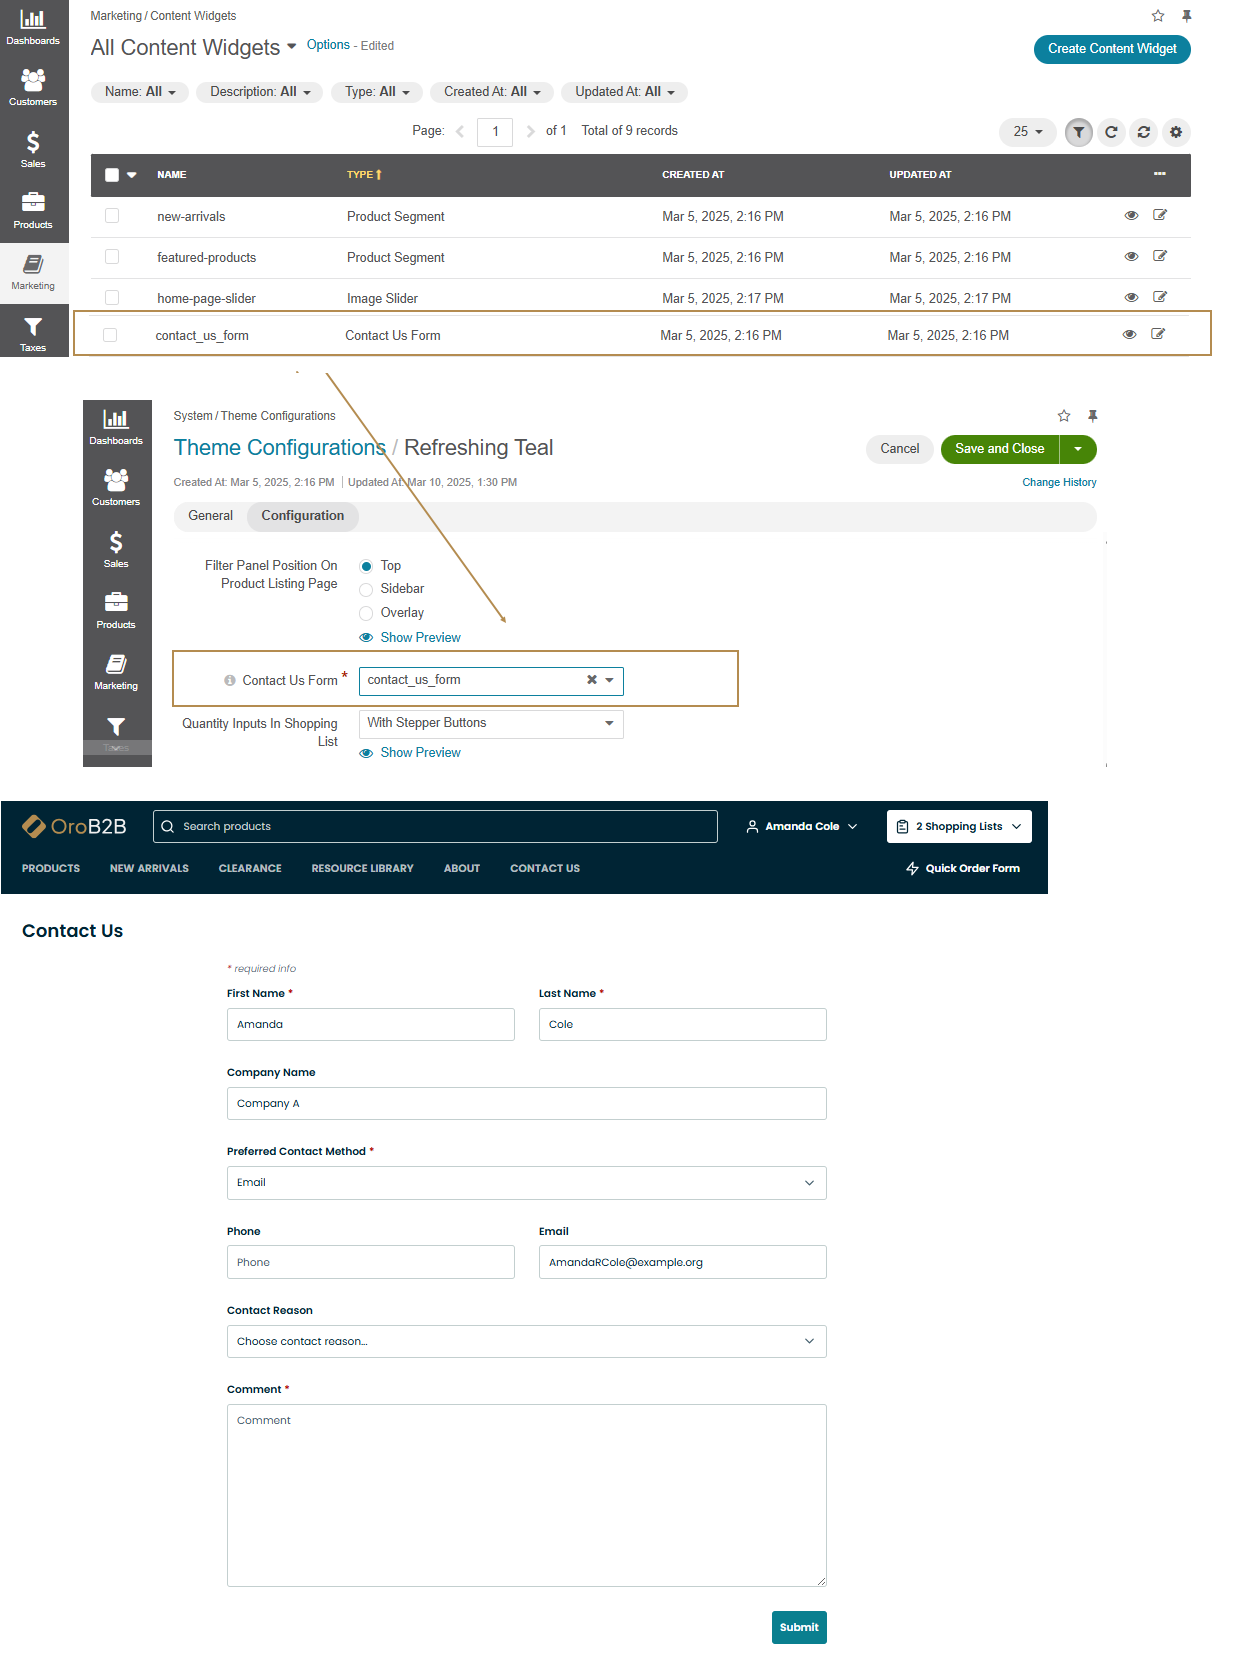 Dashboards
Customers
Sales
Products
Marketing
Taxes
Marketing / Content Widgets
All Content Widgets Options - Edited
Create Content Widget
Name: All Description: All Type: All Created At: All Updated At: All
Page: 1 of 1 Total of 9 records 25
NAME TYPE CREATED AT UPDATED AT
new-arrivals Product Segment Mar 5, 2025, 2:16 PM Mar 5, 2025, 2:16 PM
featured-products Product Segment Mar 5, 2025, 2:16 PM Mar 5, 2025, 2:16 PM
home-page-slider Image Slider Mar 5, 2025, 2:17 PM Mar 5, 2025, 2:17 PM
contact_us_form Contact Us Form Mar 5, 2025, 2:16 PM Mar 5, 2025, 2:16 PM
Dashboards
Customers
Sales
Products
Marketing
Taxes
System / Theme Configurations
Theme Configurations / Refreshing Teal
Cancel Save and Close
Created At: Mar 5, 2025, 2:16 PM Updated At: Mar 10, 2025, 1:30 PM
Change History
General Configuration
Filter Panel Position On
Product Listing Page
Top
Sidebar
Overlay
Show Preview
Contact Us Form * contact_us_form
Quantity Inputs In Shopping
List
With Stepper Buttons
Show Preview
OroB2B Search products Amanda Cole 2 Shopping Lists
PRODUCTS NEW ARRIVALS CLEARANCE RESOURCE LIBRARY ABOUT CONTACT US Quick Order Form
Contact Us
* required info
First Name * Last Name *
Amanda Cole
Company Name
Company A
Preferred Contact Method *
Email
Phone Email
Phone AmandaRCole@example.org
Contact Reason
Choose contact reason...
Comment *
Comment
Submit